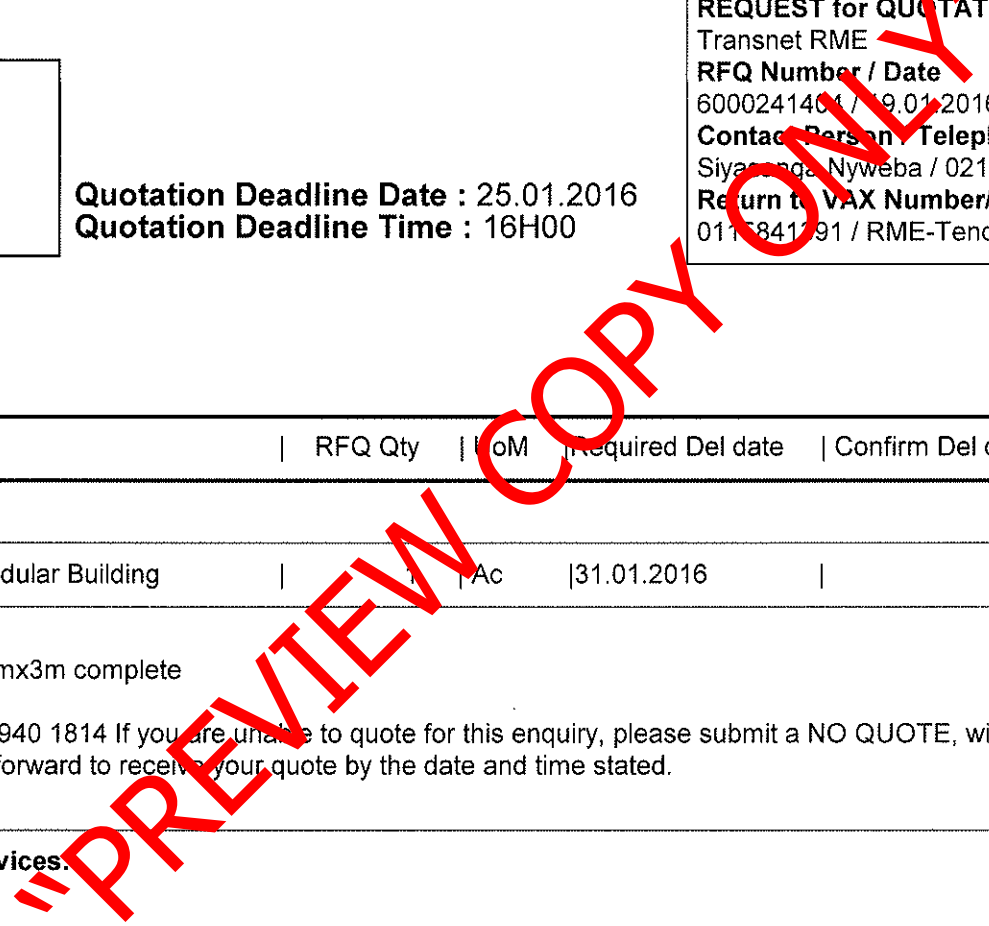 REQUEST for QUOTAT
Transnet RME
RFQ Number / Date
6000241404 / 19.01.2016
Contact Person / Telep
Nyweba / 021
Return to VAX Number/
/ RME-Tend
Quotation Deadline Date : 25.01.2016
Quotation Deadline Time : 16H00
| RFQ Qty | UoM |Required Del date | Confirm Del d
dular Building | 1 | Ac |31.01.2016 |
mx3m complete
940 1814 If you are unable to quote for this enquiry, please submit a NO QUOTE, wi
forward to receive your quote by the date and time stated.
vices:
"PREVIEW COPY ONLY